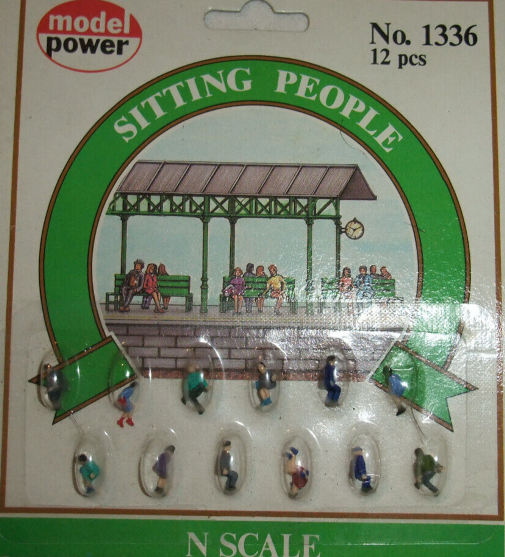 model
power
No. 1336
12 pcs
SITTING PEOPLE
N SCALE